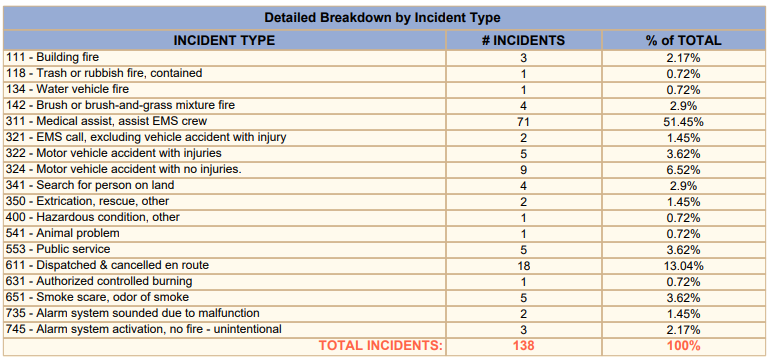 Detailed Breakdown by Incident Type
INCIDENT TYPE # INCIDENTS % of TOTAL
111 - Building fire 3 2.17%
118 - Trash or rubbish fire, contained 1 0.72%
134 - Water vehicle fire 1 0.72%
142 - Brush or brush-and-grass mixture fire 4 2.9%
311 - Medical assist, assist EMS crew 71 51.45%
321 - EMS call, excluding vehicle accident with injury 2 1.45%
322 - Motor vehicle accident with injuries 5 3.62%
324 - Motor vehicle accident with no injuries. 9 6.52%
341 - Search for person on land 4 2.9%
350 - Extrication, rescue, other 2 1.45%
400 - Hazardous condition, other 1 0.72%
541 - Animal problem 1 0.72%
553 - Public service 5 3.62%
611 - Dispatched & cancelled en route 18 13.04%
631 - Authorized controlled burning 1 0.72%
651 - Smoke scare, odor of smoke 5 3.62%
735 - Alarm system sounded due to malfunction 2 1.45%
745 - Alarm system activation, no fire - unintentional 3 2.17%
TOTAL INCIDENTS: 138 100%